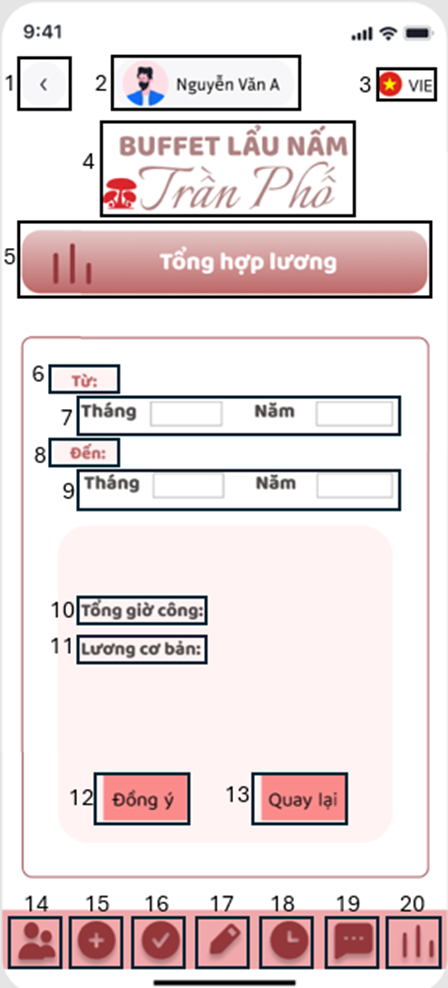 9:41
1 2 Nguyễn Văn A 3 VIE
4 BUFFET LẨU NẤM
Trần Phố
5 Tổng hợp lương
6 Từ:
7 Tháng Năm
8 Đến:
9 Tháng Năm
10 Tổng giờ công:
11 Lương cơ bản:
12 Đồng ý 13 Quay lại
14 15 16 17 18 19 20